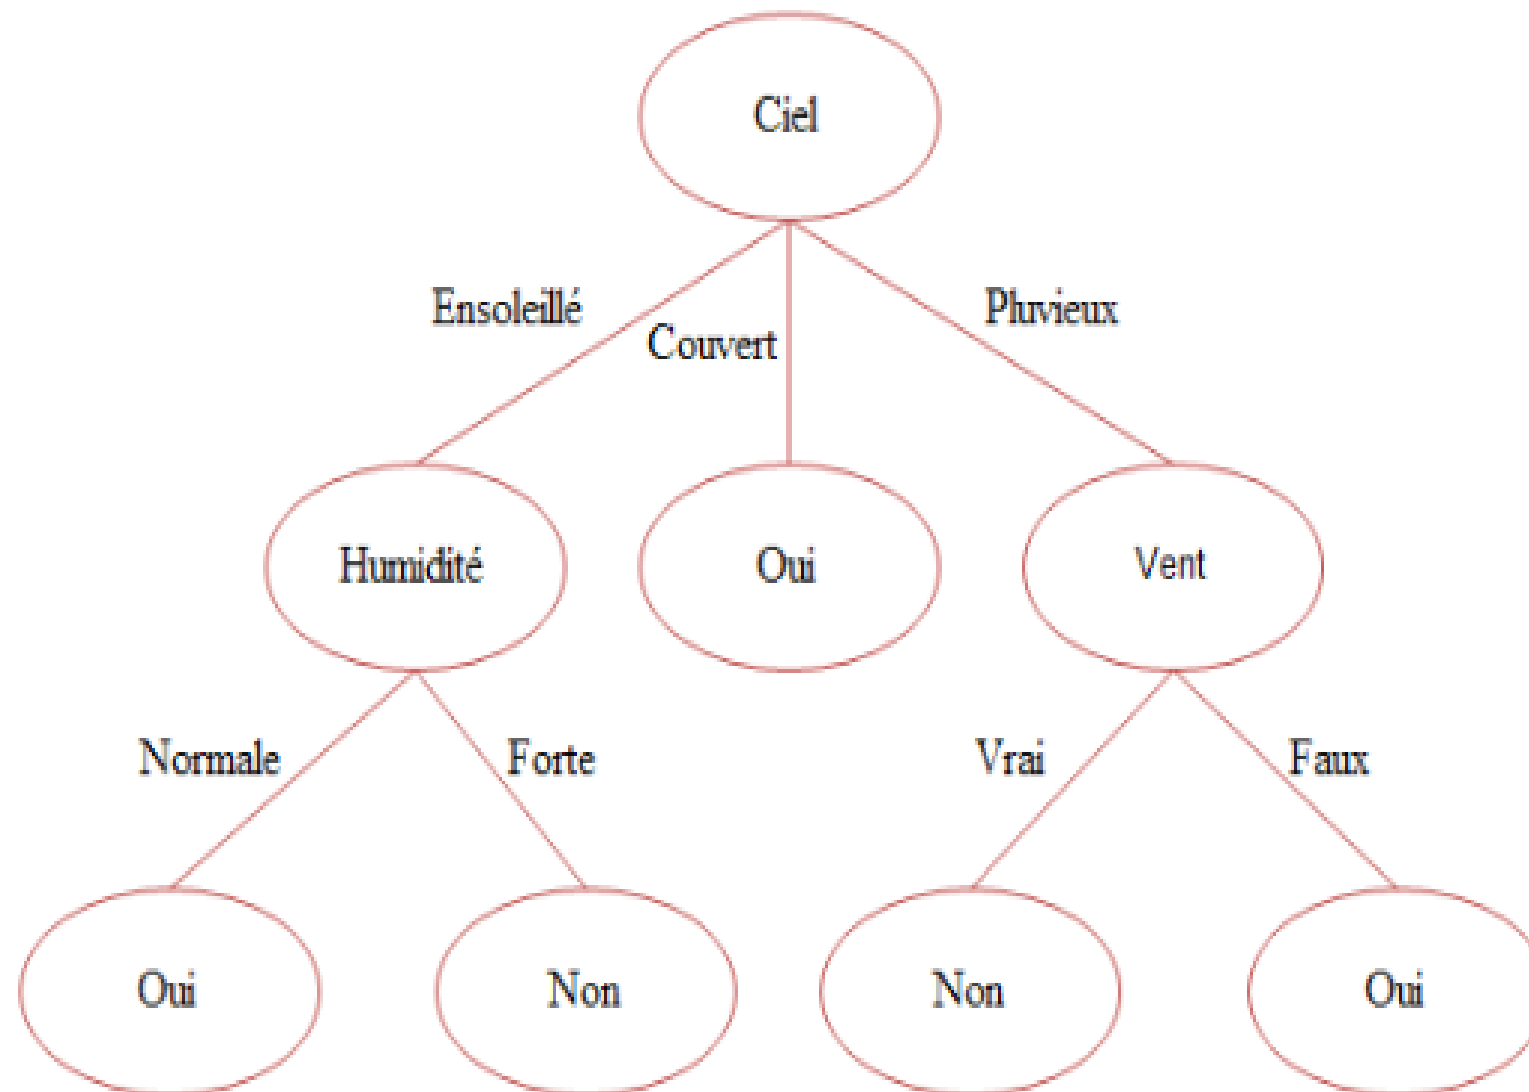 Ciel
Ensoleillé
Couvert
Pluvieux
Humidité
Oui
Vent
Normale
Forte
Vrai
Faux
Oui
Non
Non
Oui